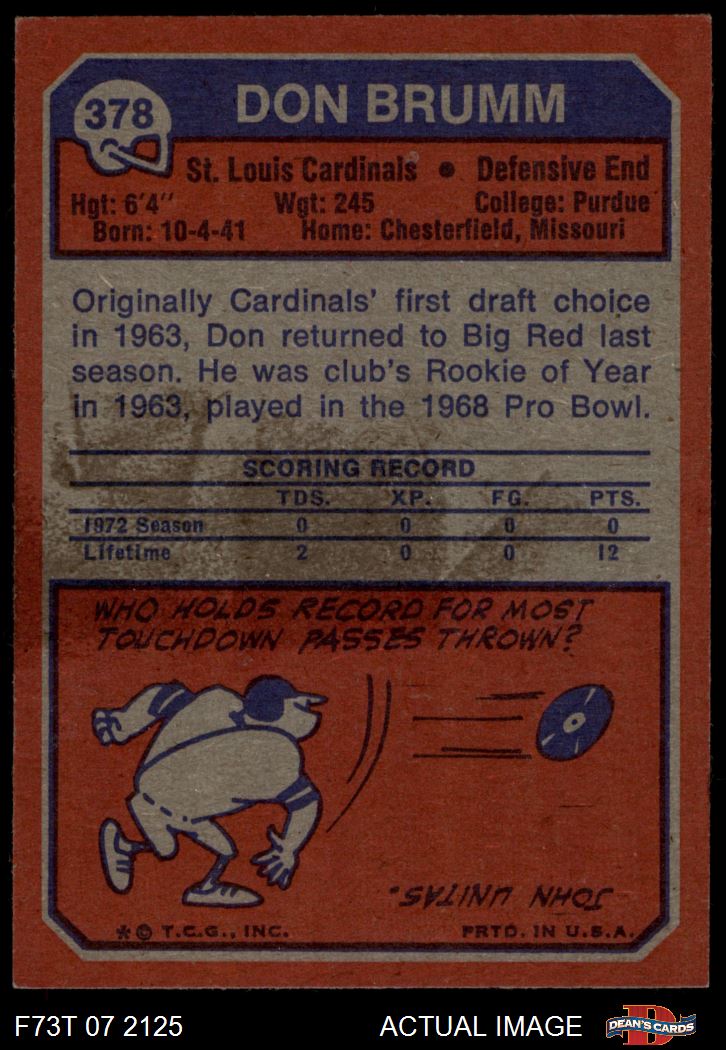 378
DON BRUMM
St. Louis Cardinals • Defensive End
Hgt: 6'4" Wgt: 245 College: Purdue
Born: 10-4-41 Home: Chesterfield, Missouri
Originally Cardinals' first draft choice
in 1963, Don returned to Big Red last
season. He was club's Rookie of Year
in 1963, played in the 1968 Pro Bowl.
SCORING RECORD
TDS. XP. FG. PTS.
1972 Season 0 0 0 0
Lifetime 2 0 0 12
WHO HOLDS RECORD FOR MOST
TOUCHDOWN PASSES THROWN?
JOHN UNITAS.
* © T.C.G., INC. PRTD. IN U.S.A.
F73T 07 2125 ACTUAL IMAGE DEAN'S CARDS